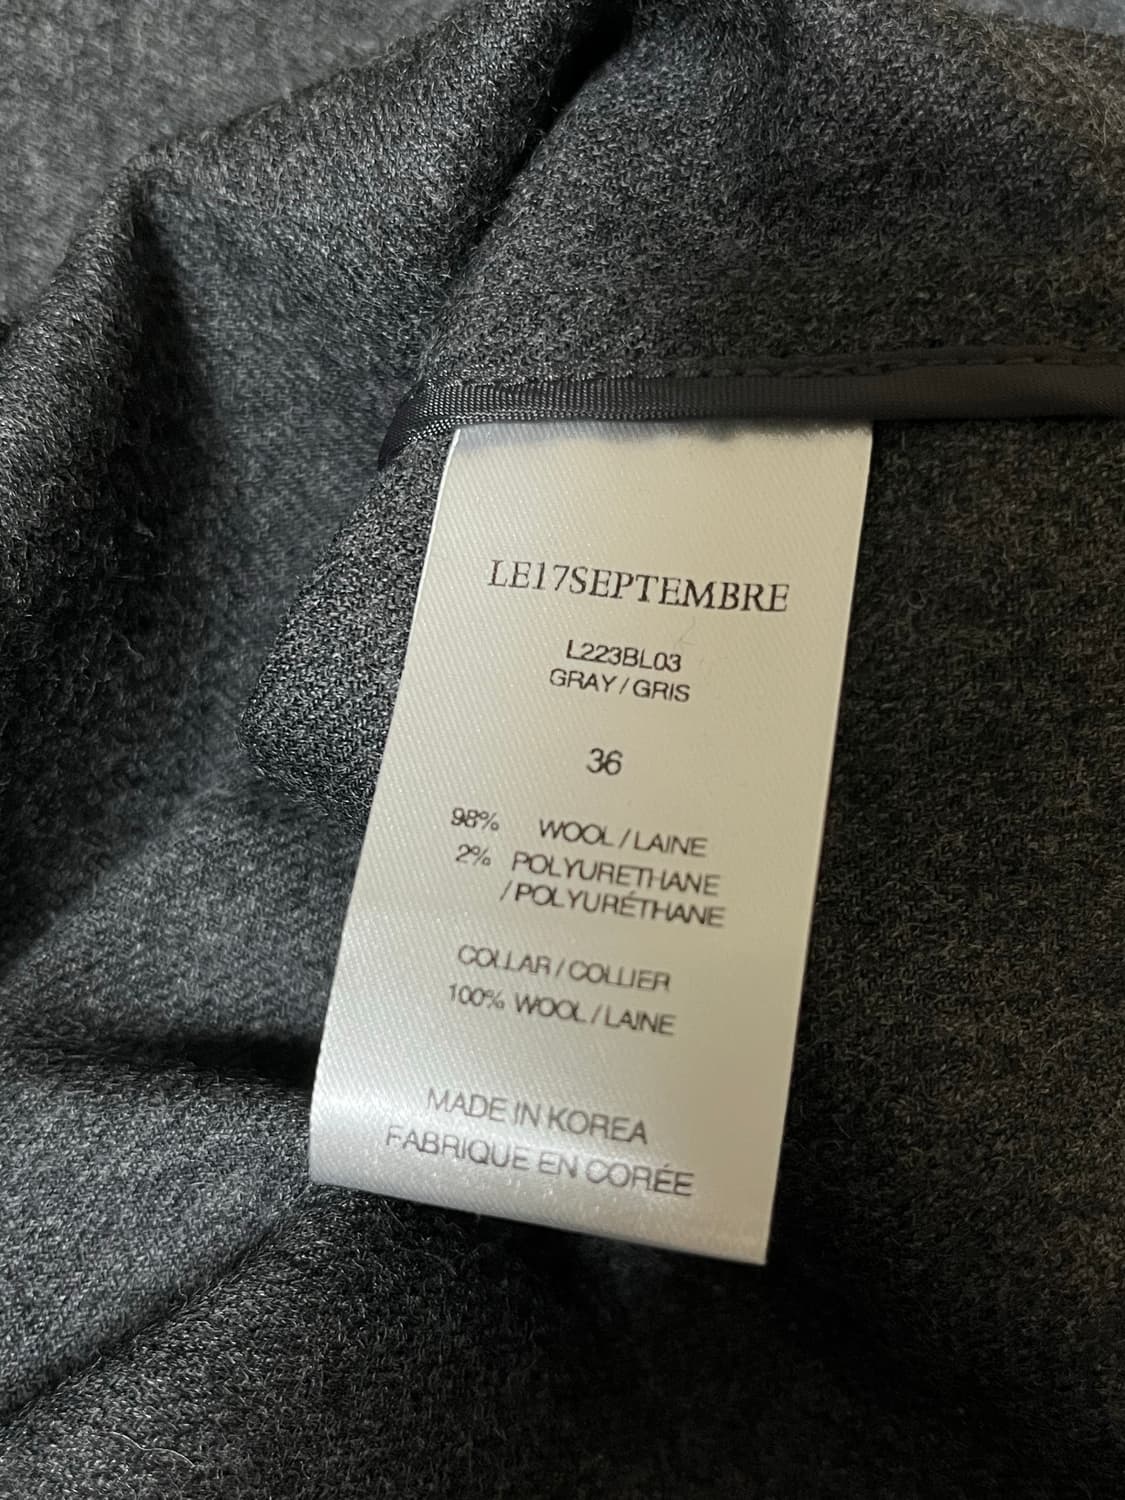 LE17SEPTEMBRE
L223BL03
GRAY/GRIS
36
98% WOOL/LAINE
2% POLYURETHANE
/POLYURÉTHANE
COLLAR/COLLIER
100% WOOL/LAINE
MADE IN KOREA
FABRIQUE EN CORÉE